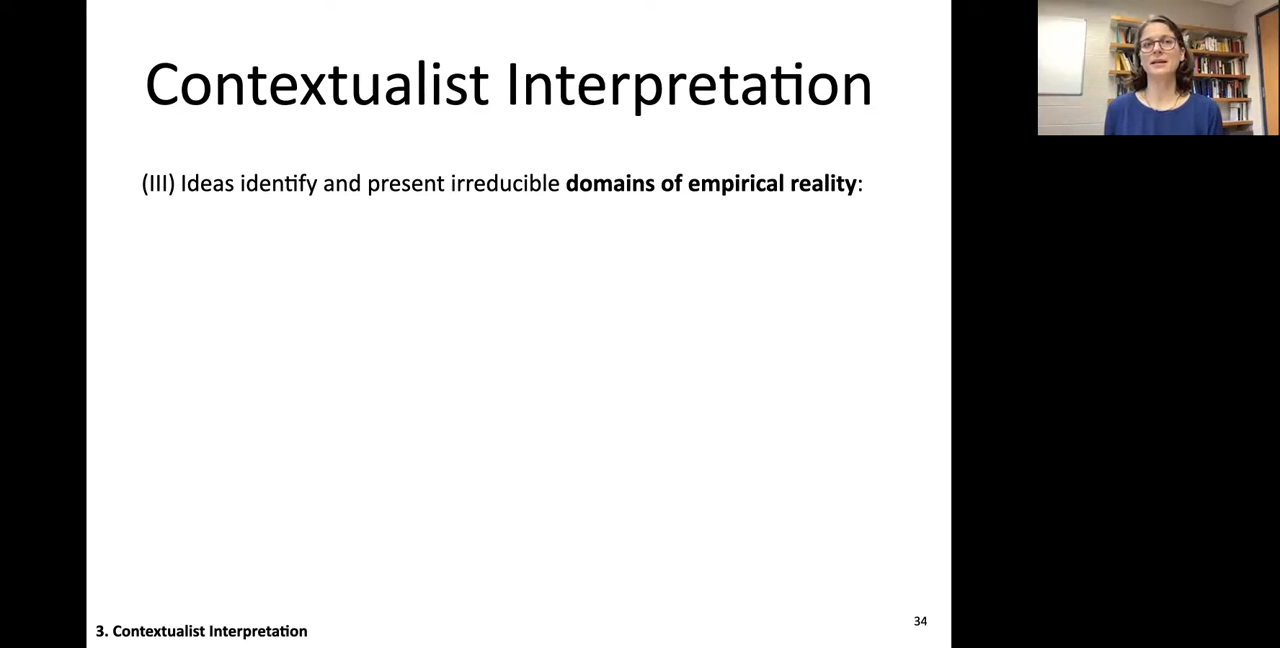 Contextualist Interpretation
(III) Ideas identify and present irreducible domains of empirical reality:
3. Contextualist Interpretation
34